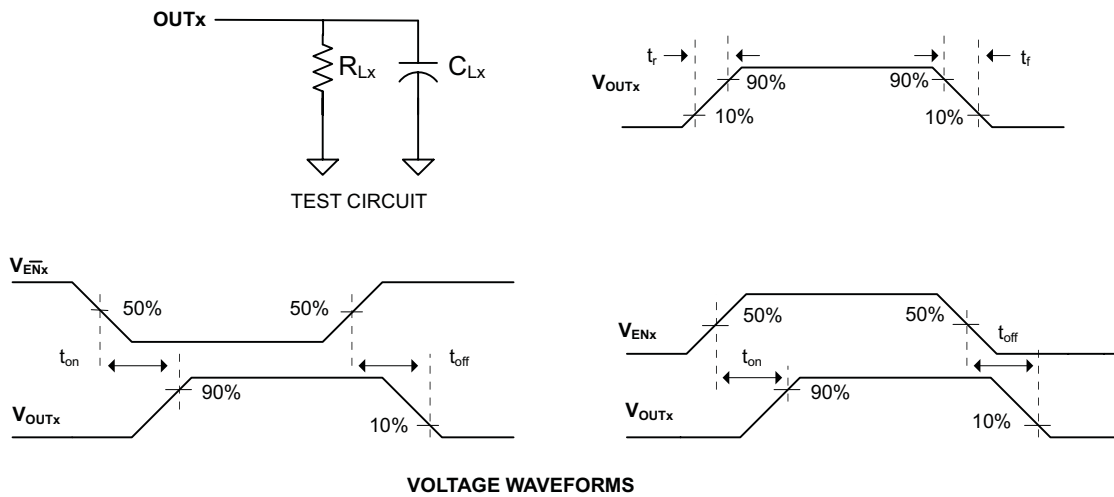 OUTx
RLx
CLx
TEST CIRCUIT
tr
tf
VOUTx
90%
90%
10%
10%
VEN̅x
50%
50%
ton
toff
90%
VOUTx
10%
50%
50%
VENx
toff
ton
VOUTx
90%
10%
VOLTAGE WAVEFORMS